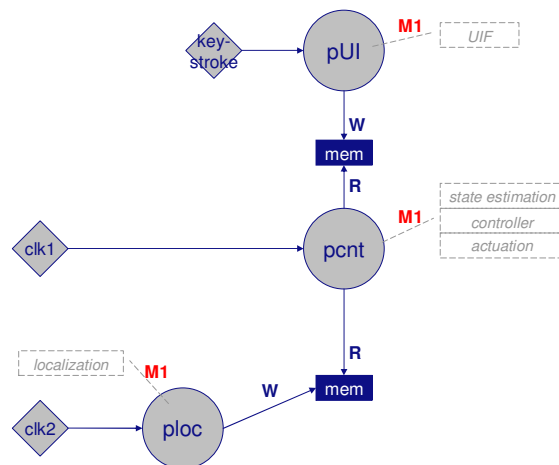 key-
stroke
pUI
M1
UIF
W
mem
R
clk1
pcnt
M1
state estimation
controller
actuation
R
localization
M1
W
mem
clk2
ploc